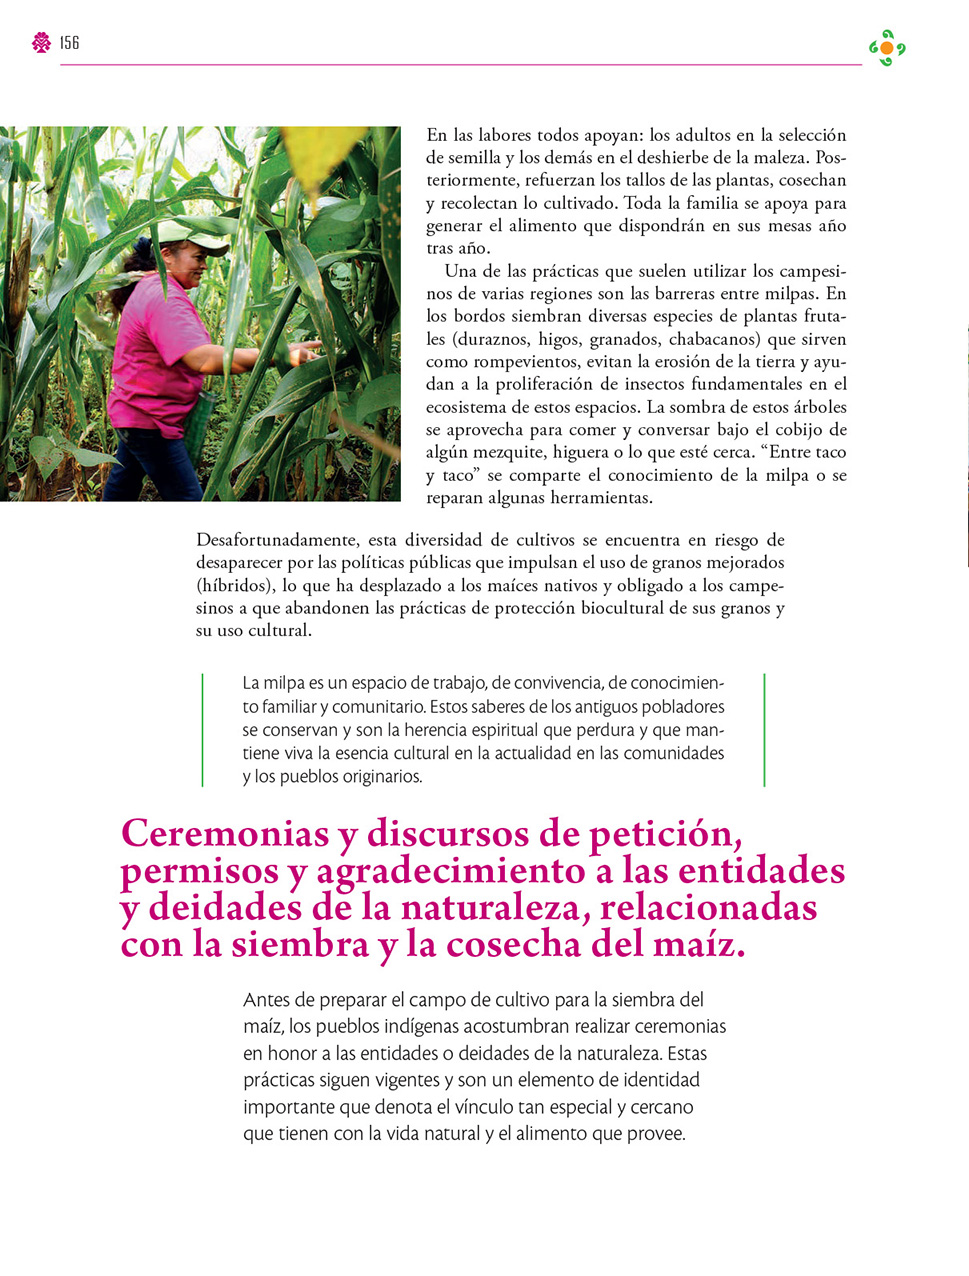 156
En las labores todos apoyan: los adultos en la selección
de semilla y los demás en el deshierbe de la maleza. Pos-
teriormente, refuerzan los tallos de las plantas, cosechan
y recolectan lo cultivado. Toda la familia se apoya para
generar el alimento que dispondrán en sus mesas año
tras año.
Una de las prácticas que suelen utilizar los campesi-
nos de varias regiones son las barreras entre milpas. En
los bordos siembran diversas especies de plantas fruta-
les (duraznos, higos, granados, chabacanos) que sirven
como rompevientos, evitan la erosión de la tierra y ayu-
dan a la proliferación de insectos fundamentales en el
ecosistema de estos espacios. La sombra de estos árboles
se aprovecha para comer y conversar bajo el cobijo de
algún mezquite, higuera o lo que esté cerca. “Entre taco
y taco” se comparte el conocimiento de la milpa o se
reparan algunas herramientas.
Desafortunadamente, esta diversidad de cultivos se encuentra en riesgo de
desaparecer por las políticas públicas que impulsan el uso de granos mejorados
(híbridos), lo que ha desplazado a los maíces nativos y obligado a los campe-
sinos a que abandonen las prácticas de protección biocultural de sus granos y
su uso cultural.
La milpa es un espacio de trabajo, de convivencia, de conocimien-
to familiar y comunitario. Estos saberes de los antiguos pobladores
se conservan y son la herencia espiritual que perdura y que man-
tiene viva la esencia cultural en la actualidad en las comunidades
y los pueblos originarios.
Ceremonias y discursos de petición,
permisos y agradecimiento a las entidades
y deidades de la naturaleza, relacionadas
con la siembra y la cosecha del maíz.
Antes de preparar el campo de cultivo para la siembra del
maíz, los pueblos indígenas acostumbran realizar ceremonias
en honor a las entidades o deidades de la naturaleza. Estas
prácticas siguen vigentes y son un elemento de identidad
importante que denota el vínculo tan especial y cercano
que tienen con la vida natural y el alimento que provee.